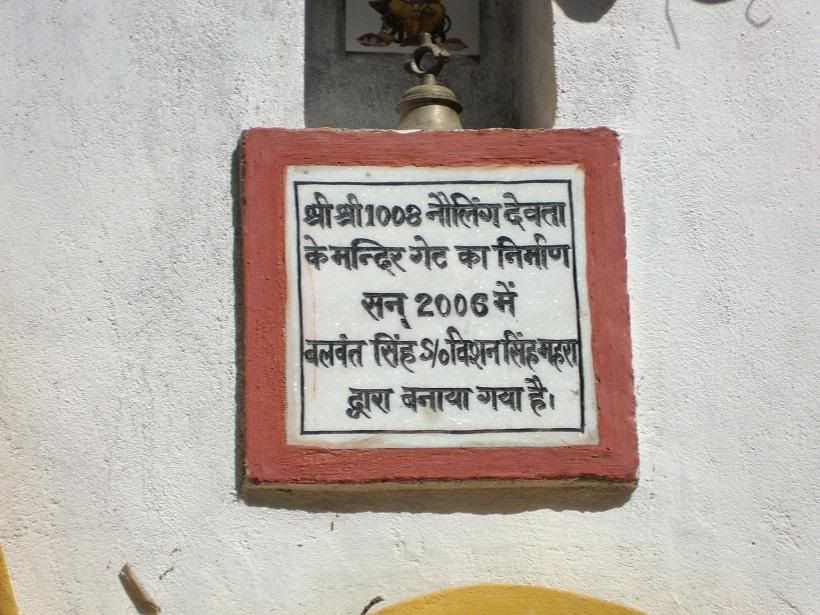 श्री श्री 1008 नौलिंग देवता
के मन्दिर गेट का निर्माण
सन् 2006 में
बलवंत सिंह S/o विशन सिंह महरा
द्वारा बनाया गया है।